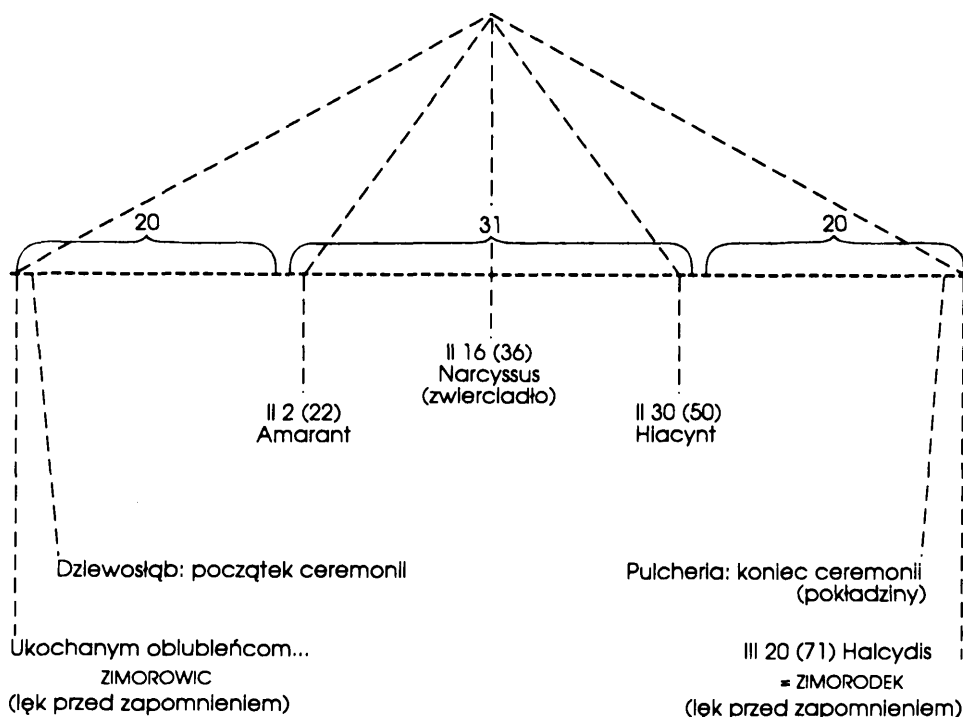 20
31
20
II 16 (36)
Narcyssus
(zwierciadło)
II 2 (22)
Amarant
II 30 (50)
Hiacynt
Dziewosłąb: początek ceremonii
Pulcheria: koniec ceremonii
(pokładziny)
Ukochanym oblubieńcom...
ZIMOROWIC
(lęk przed zapomnieniem)
III 20 (71) Halcydis
= ZIMORODEK
(lęk przed zapomnieniem)